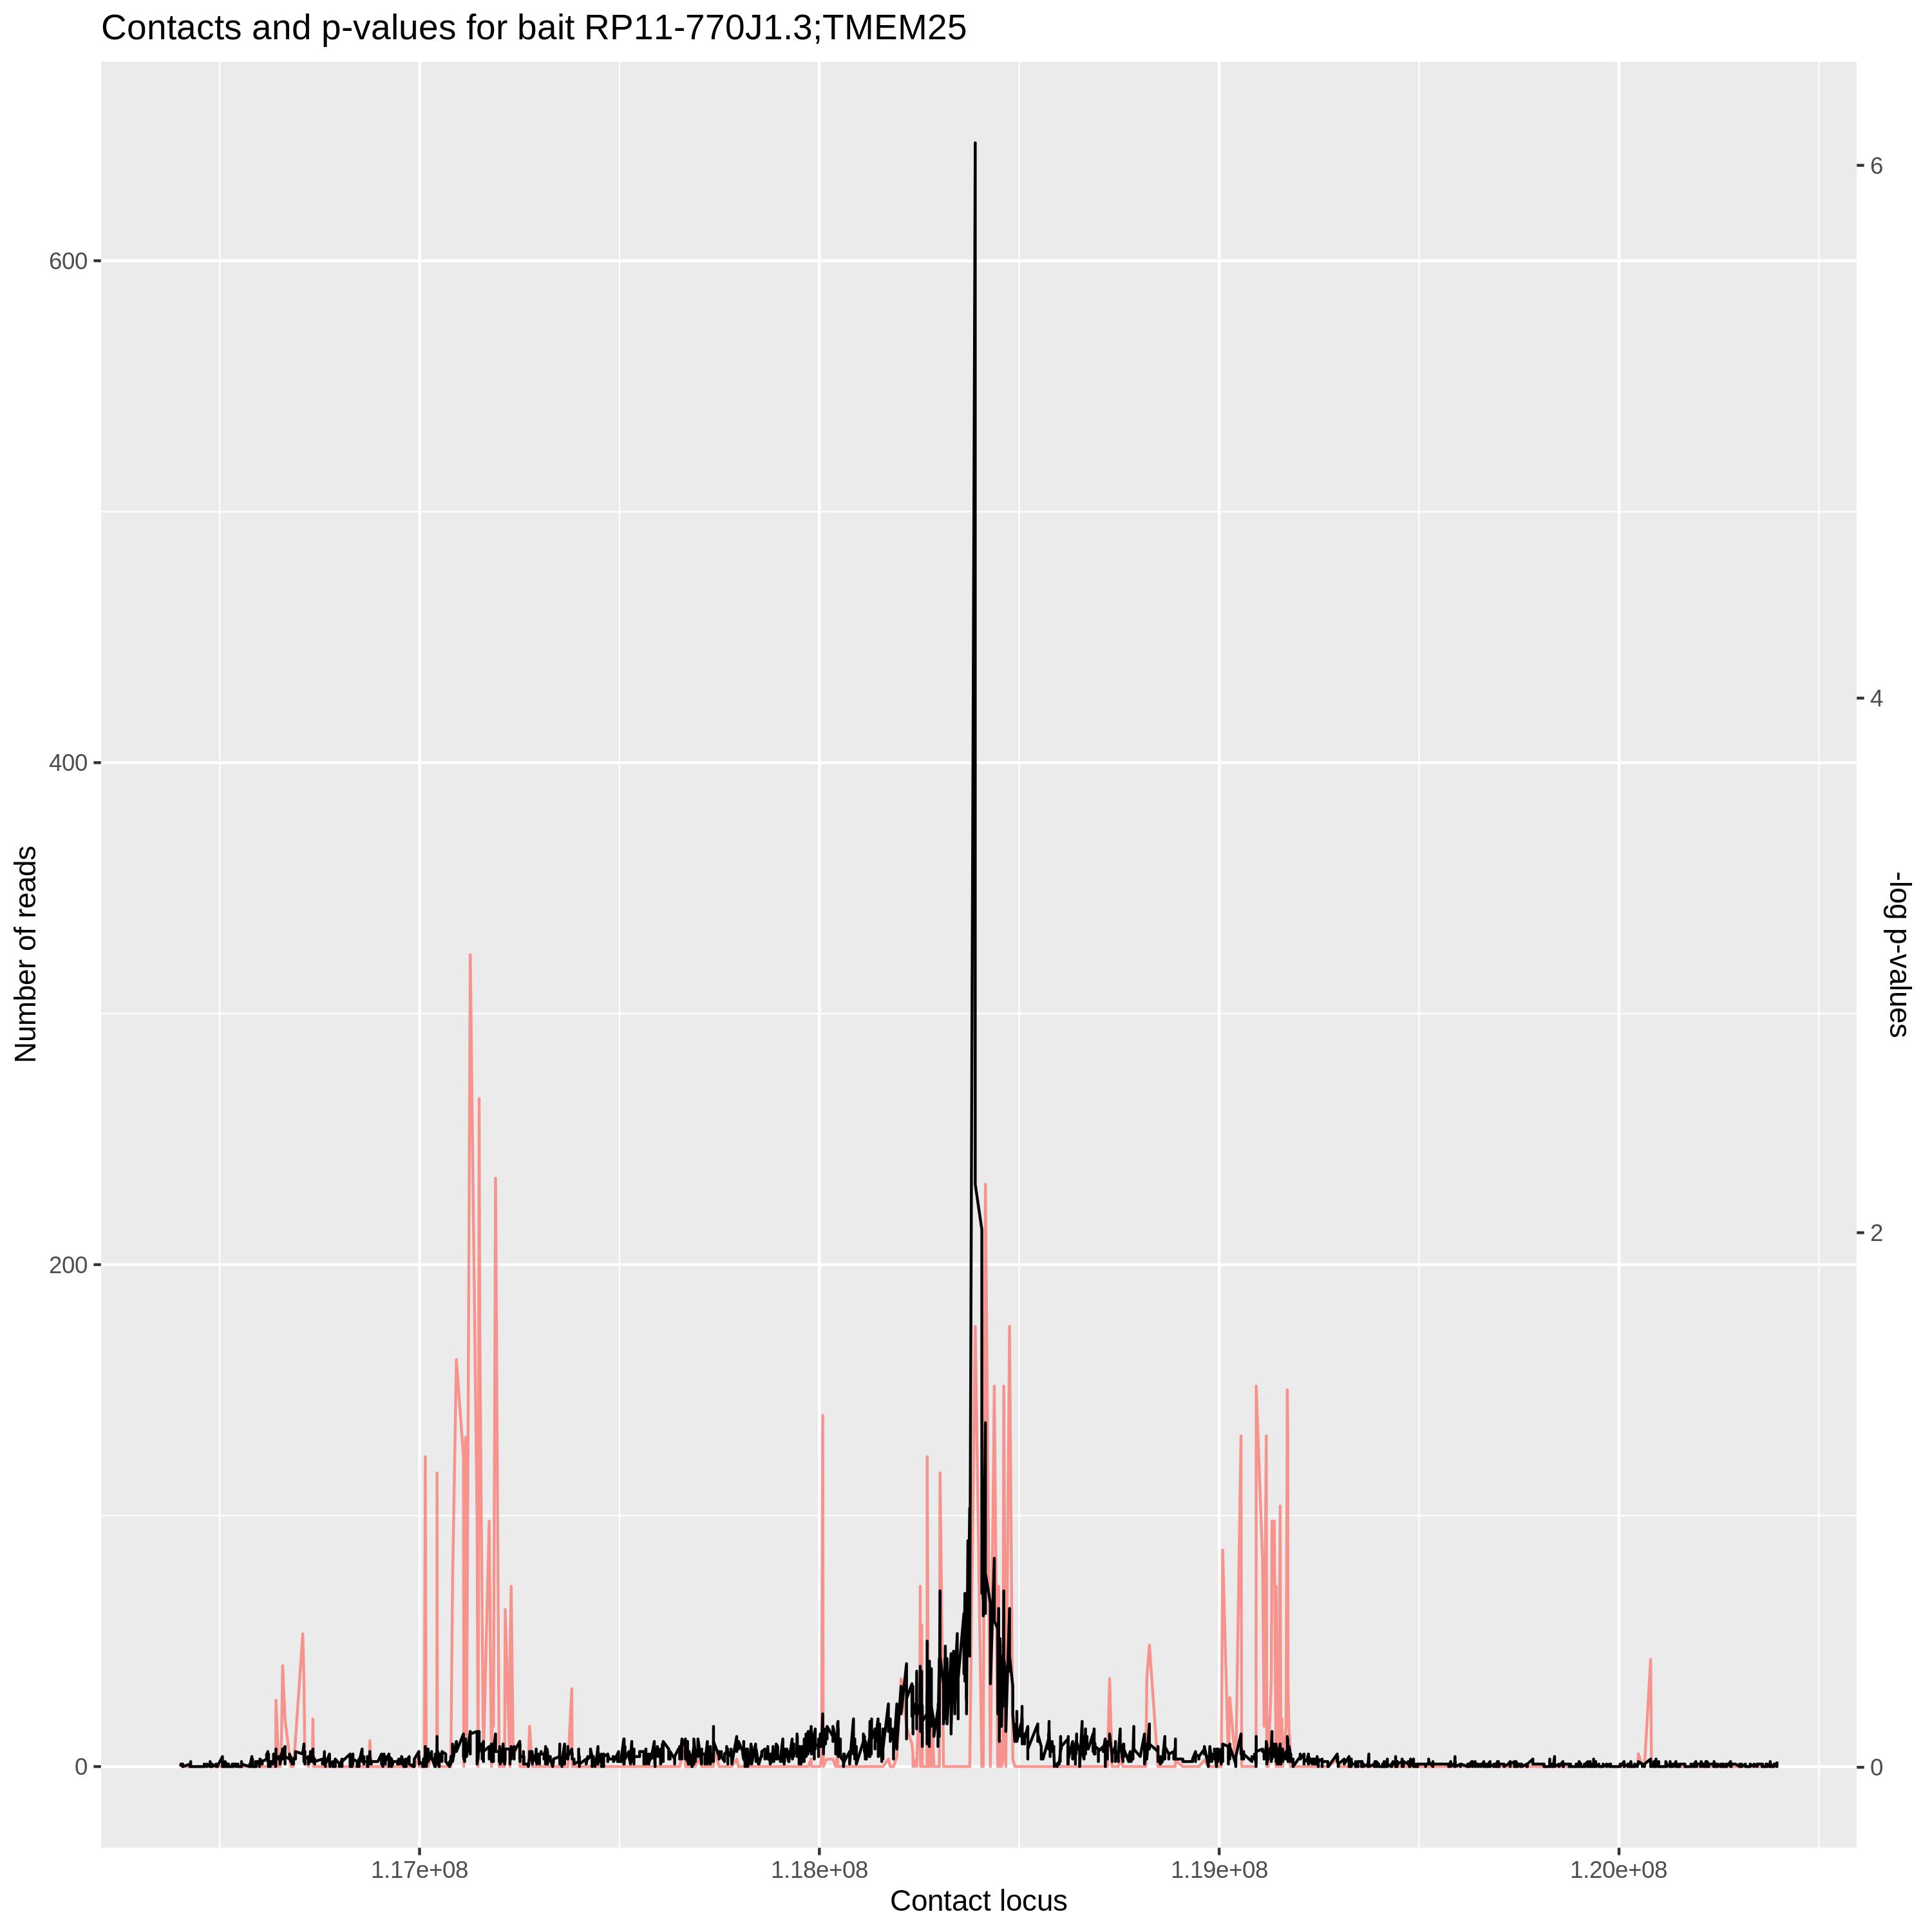 Contacts and p-values for bait RP11-770J1.3;TMEM25
Number of reads
600
400
200
0
6
4
2
0
-log p-values
1.17e+08
1.18e+08
1.19e+08
1.20e+08
Contact locus